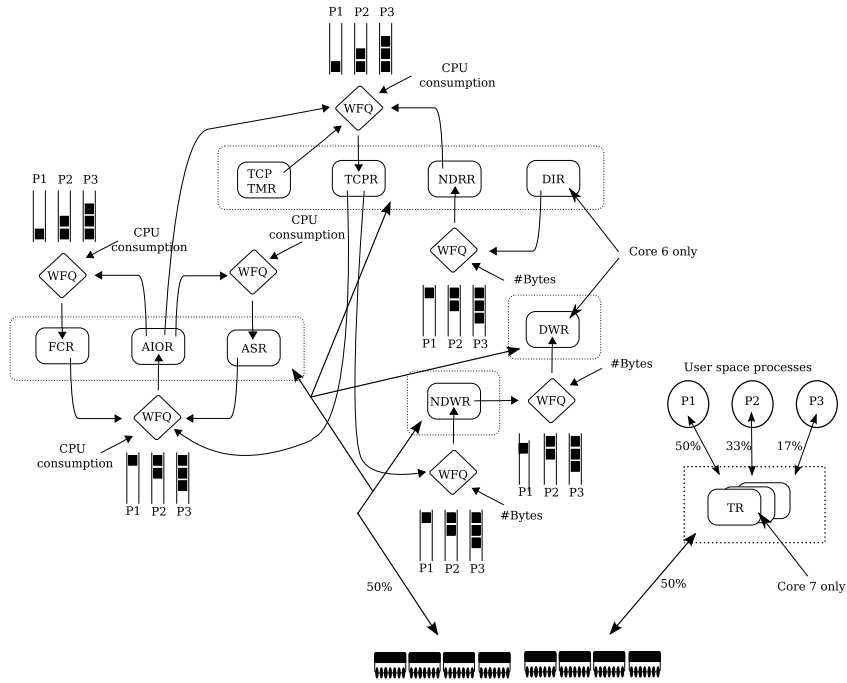 P1 P2 P3
CPU
consumption
WFQ
TCP
TMR
TCPR
NDRR
DIR
P1 P2 P3
CPU
consumption
WFQ
CPU
consumption
WFQ
WFQ
#Bytes
Core 6 only
P1 P2 P3
FCR
AIOR
ASR
DWR
#Bytes
User space processes
P1 P2 P3
50% 33% 17%
NDWR
WFQ
WFQ
CPU
consumption
P1 P2 P3
P1 P2 P3
WFQ
#Bytes
P1 P2 P3
TR
Core 7 only
50%
50%